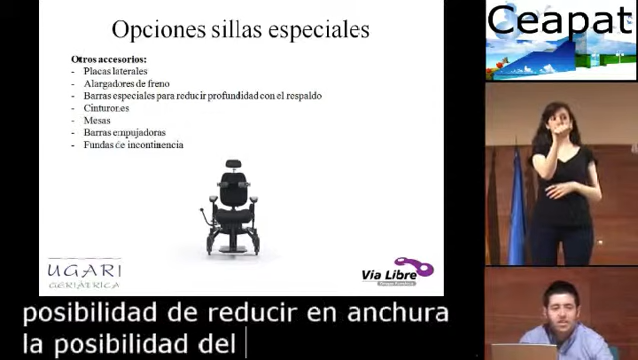 Opciones sillas especiales
Otros accesorios:
- Placas laterales
- Alargadores de freno
- Barras especiales para reducir profundidad con el respaldo
- Cinturones
- Mesas
- Barras empujadoras
- Fundas de incontinencia
UGARI
GERIÁTRICA
Via Libre
Ceapat
posibilidad de reducir en anchura
la posibilidad del